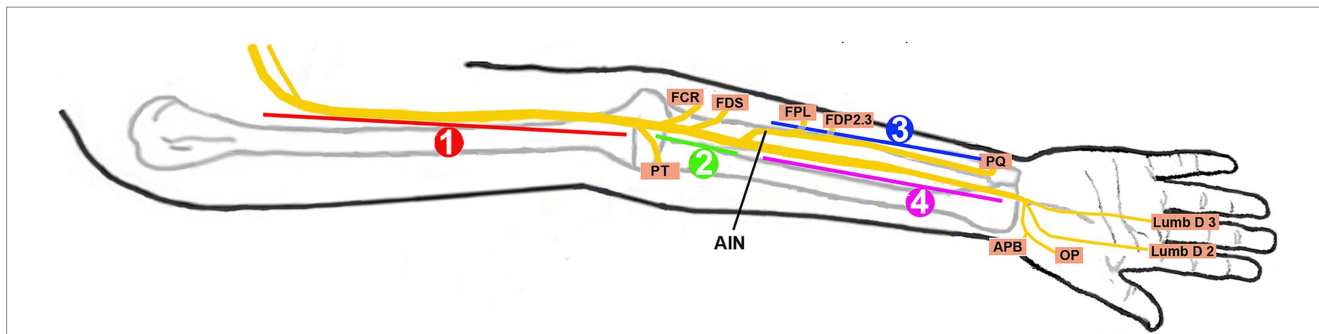 FCR
FDS
FPL
FDP2.3
3
1
PT
2
PQ
4
AIN
Lumb D 3
APB
OP
Lumb D 2